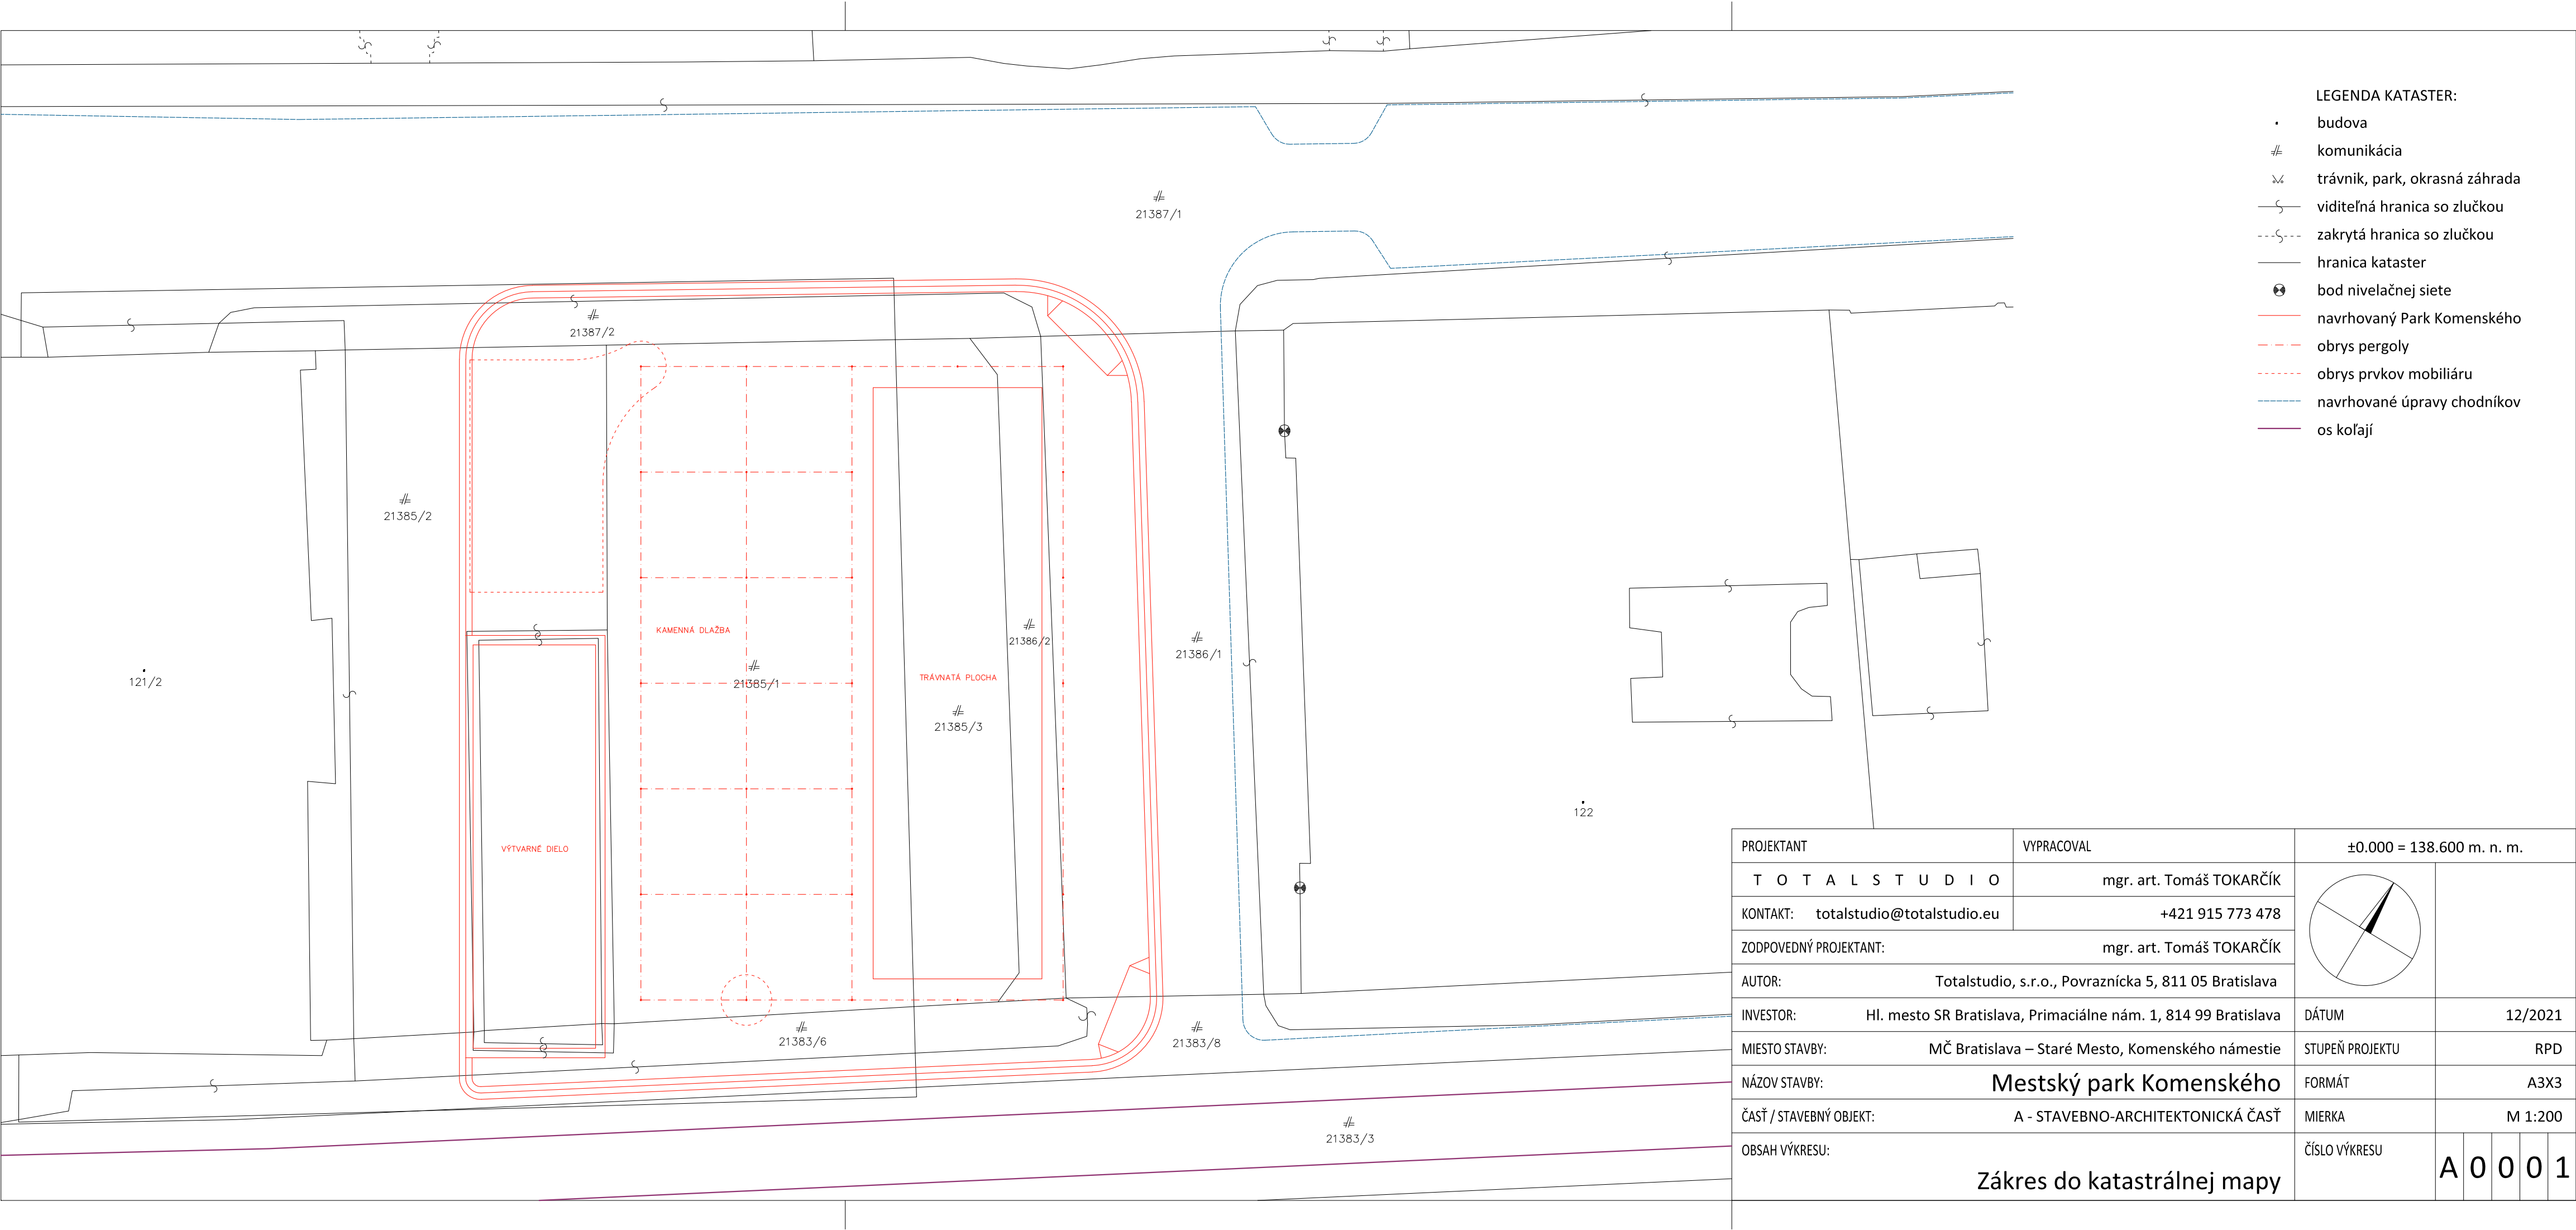 LEGENDA KATASTER:
budova
komunikácia
trávnik, park, okrasná záhrada
viditeľná hranica so zlučkou
zakrytá hranica so zlučkou
hranica kataster
bod nivelačnej siete
navrhovaný Park Komenského
obrys pergoly
obrys prvkov mobiliáru
navrhované úpravy chodníkov
os koľají
21387/1
21387/2
21385/2
KAMENNÁ DLAŽBA
21386/2
21386/1
121/2
21385/1
TRÁVNATÁ PLOCHA
21385/3
122
VÝTVARNÉ DIELO
21383/6
21383/8
21383/3
PROJEKTANT
VYPRACOVAL
±0.000 = 138.600 m. n. m.
T O T A L S T U D I O
mgr. art. Tomáš TOKARČÍK
KONTAKT: totalstudio@totalstudio.eu
+421 915 773 478
ZODPOVEDNÝ PROJEKTANT: mgr. art. Tomáš TOKARČÍK
AUTOR: Totalstudio, s.r.o., Povraznícka 5, 811 05 Bratislava
INVESTOR: Hl. mesto SR Bratislava, Primaciálne nám. 1, 814 99 Bratislava
DÁTUM 12/2021
MIESTO STAVBY: MČ Bratislava – Staré Mesto, Komenského námestie
STUPEŇ PROJEKTU RPD
NÁZOV STAVBY: Mestský park Komenského
FORMÁT A3X3
ČASŤ / STAVEBNÝ OBJEKT: A - STAVEBNO-ARCHITEKTONICKÁ ČASŤ
MIERKA M 1:200
OBSAH VÝKRESU:
Zákres do katastrálnej mapy
ČÍSLO VÝKRESU
A 0 0 0 1